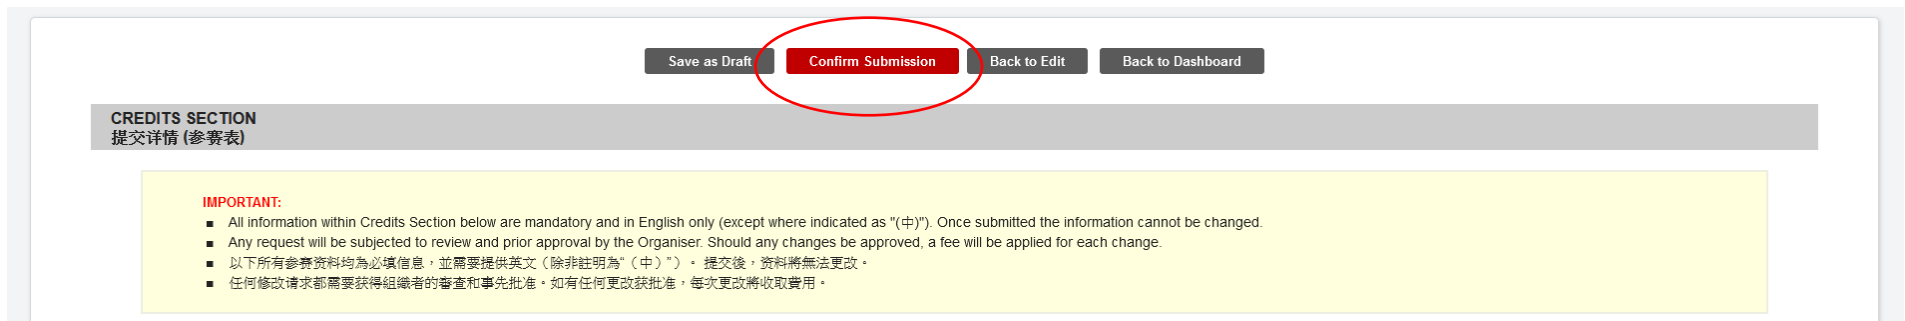 Save as Draft
Confirm Submission
Back to Edit
Back to Dashboard
CREDITS SECTION
提交详情 (参赛表)
IMPORTANT:
■ All information within Credits Section below are mandatory and in English only (except where indicated as "(中)"). Once submitted the information cannot be changed.
■ Any request will be subjected to review and prior approval by the Organiser. Should any changes be approved, a fee will be applied for each change.
■ 以下所有参赛资料均為必填信息，並需要提供英文（除非註明為“（中）”）。 提交後，资料將無法更改。
■ 任何修改请求都需要获得組織者的審查和事先批准。如有任何更改获批准，每次更改將收取費用。